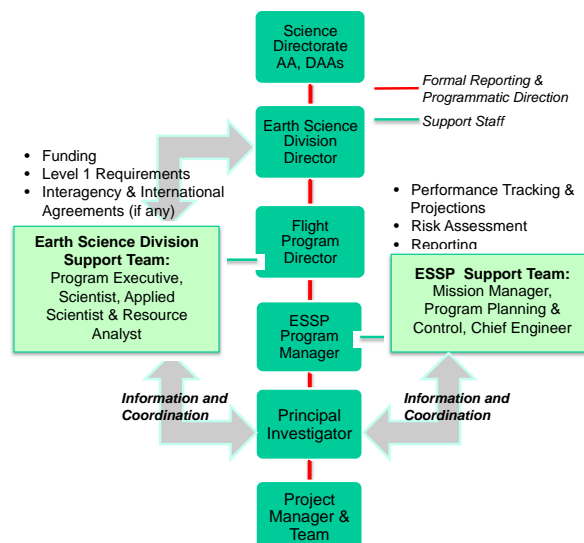 Science
Directorate
AA, DAAs
Formal Reporting &
Programmatic Direction
Support Staff
Earth Science
Division
Director
• Funding
• Level 1 Requirements
• Interagency & International
Agreements (if any)
• Performance Tracking &
Projections
• Risk Assessment
• Reporting
Flight
Program
Director
Earth Science Division
Support Team:
Program Executive,
Scientist, Applied
Scientist & Resource
Analyst
ESSP Support Team:
Mission Manager,
Program Planning &
Control, Chief Engineer
ESSP
Program
Manager
Information and
Coordination
Information and
Coordination
Principal
Investigator
Project
Manager &
Team